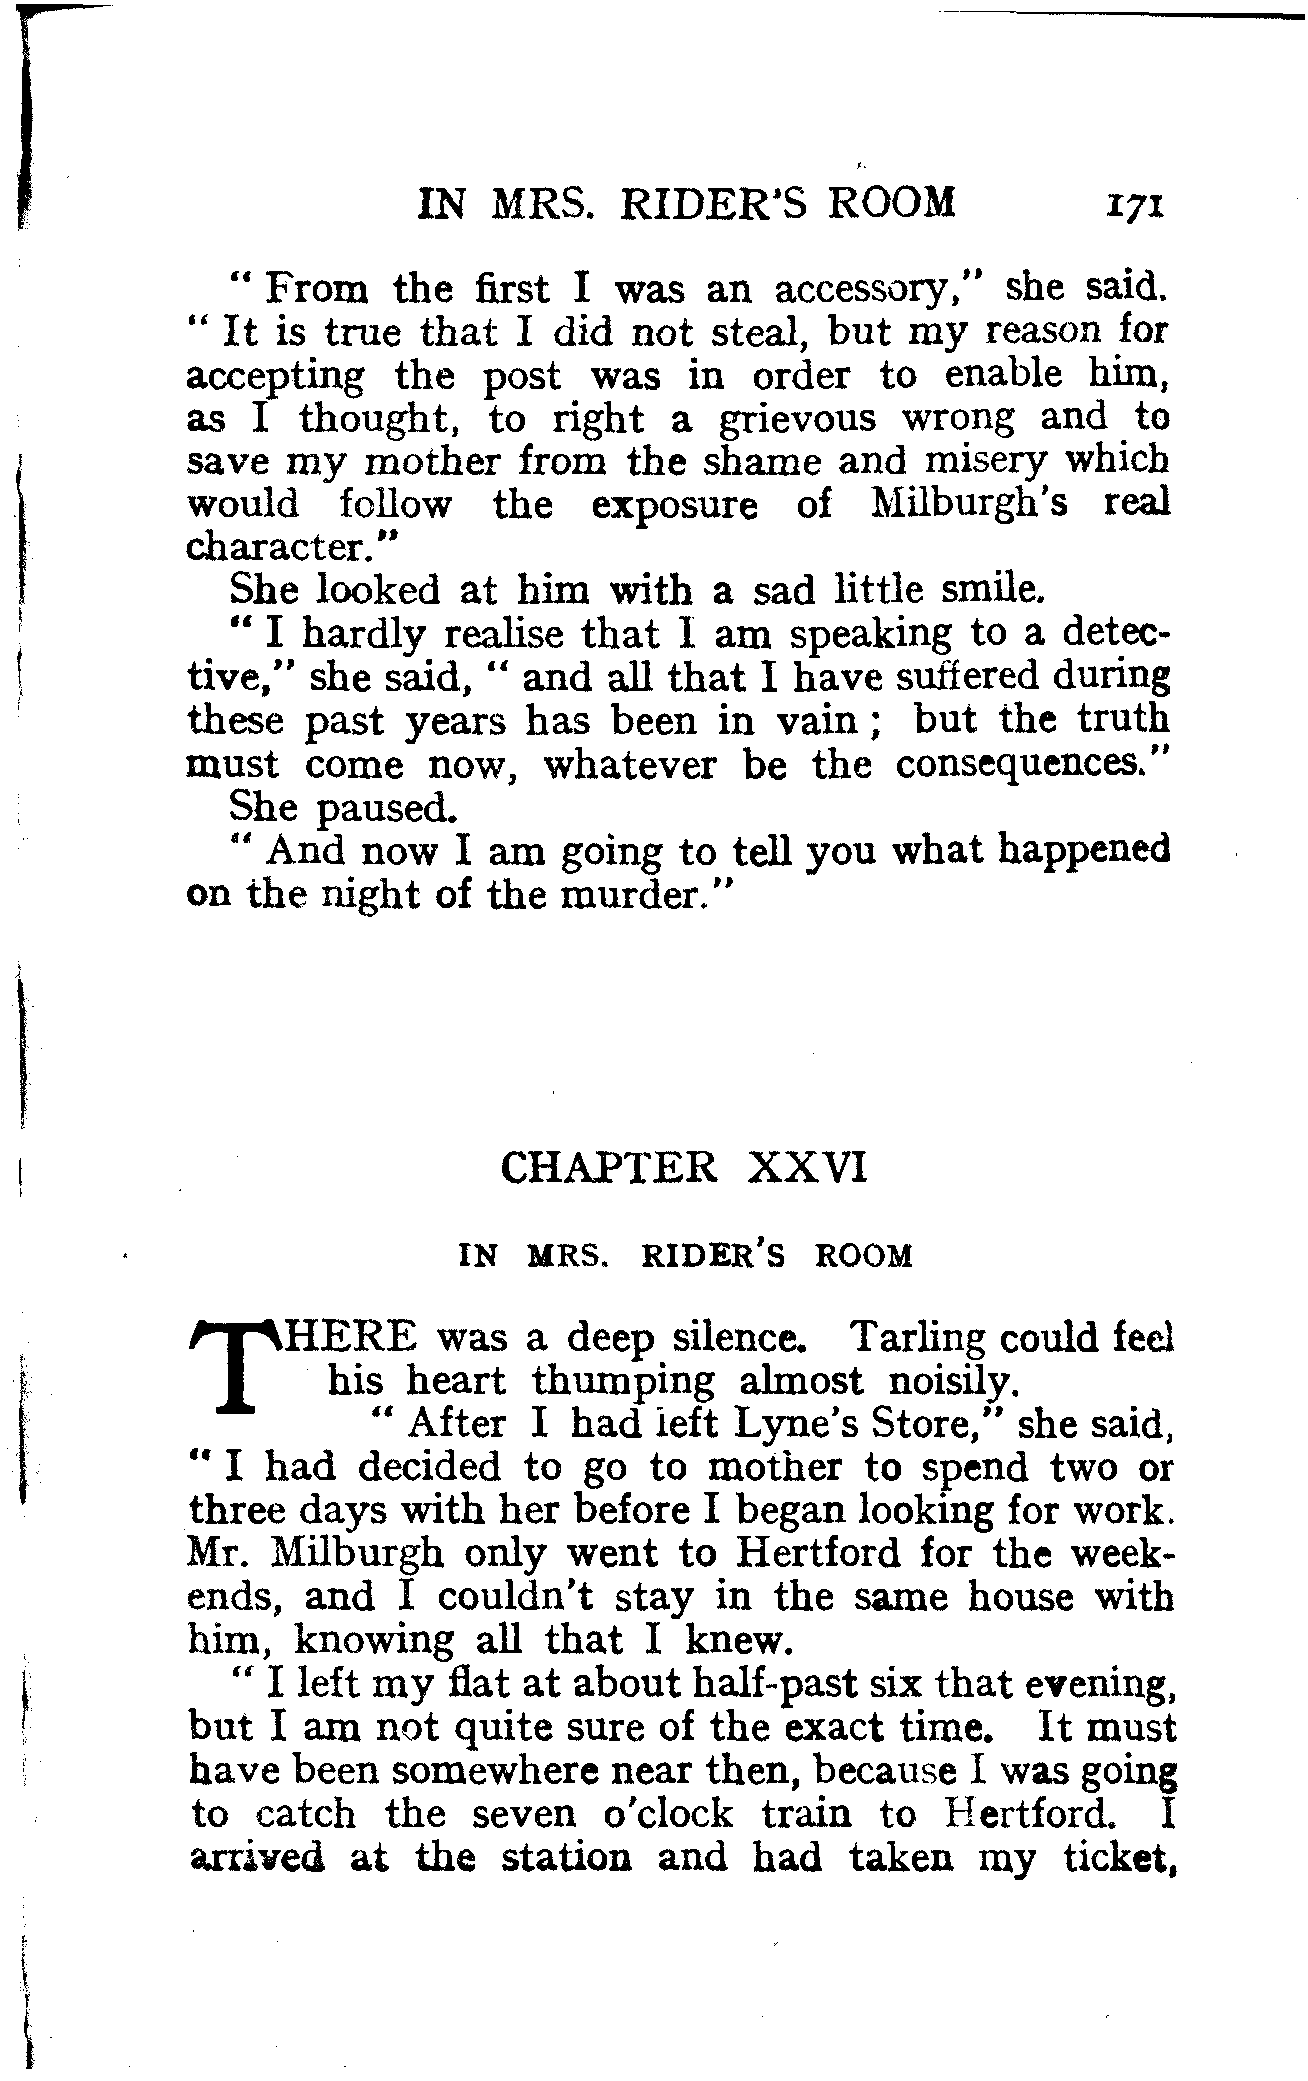 IN MRS. RIDER'S ROOM 171
" From the first I was an accessory," she said.
" It is true that I did not steal, but my reason for
accepting the post was in order to enable him,
as I thought, to right a grievous wrong and to
save my mother from the shame and misery which
would follow the exposure of Milburgh's real
character."
She looked at him with a sad little smile.
" I hardly realise that I am speaking to a detec-
tive," she said, " and all that I have suffered during
these past years has been in vain ; but the truth
must come now, whatever be the consequences."
She paused.
" And now I am going to tell you what happened
on the night of the murder."
CHAPTER XXVI
IN MRS. RIDER'S ROOM
THERE was a deep silence. Tarling could feel
his heart thumping almost noisily.
" After I had left Lyne's Store," she said,
" I had decided to go to mother to spend two or
three days with her before I began looking for work.
Mr. Milburgh only went to Hertford for the week-
ends, and I couldn't stay in the same house with
him, knowing all that I knew.
" I left my flat at about half-past six that evening,
but I am not quite sure of the exact time. It must
have been somewhere near then, because I was going
to catch the seven o'clock train to Hertford. I
arrived at the station and had taken my ticket,